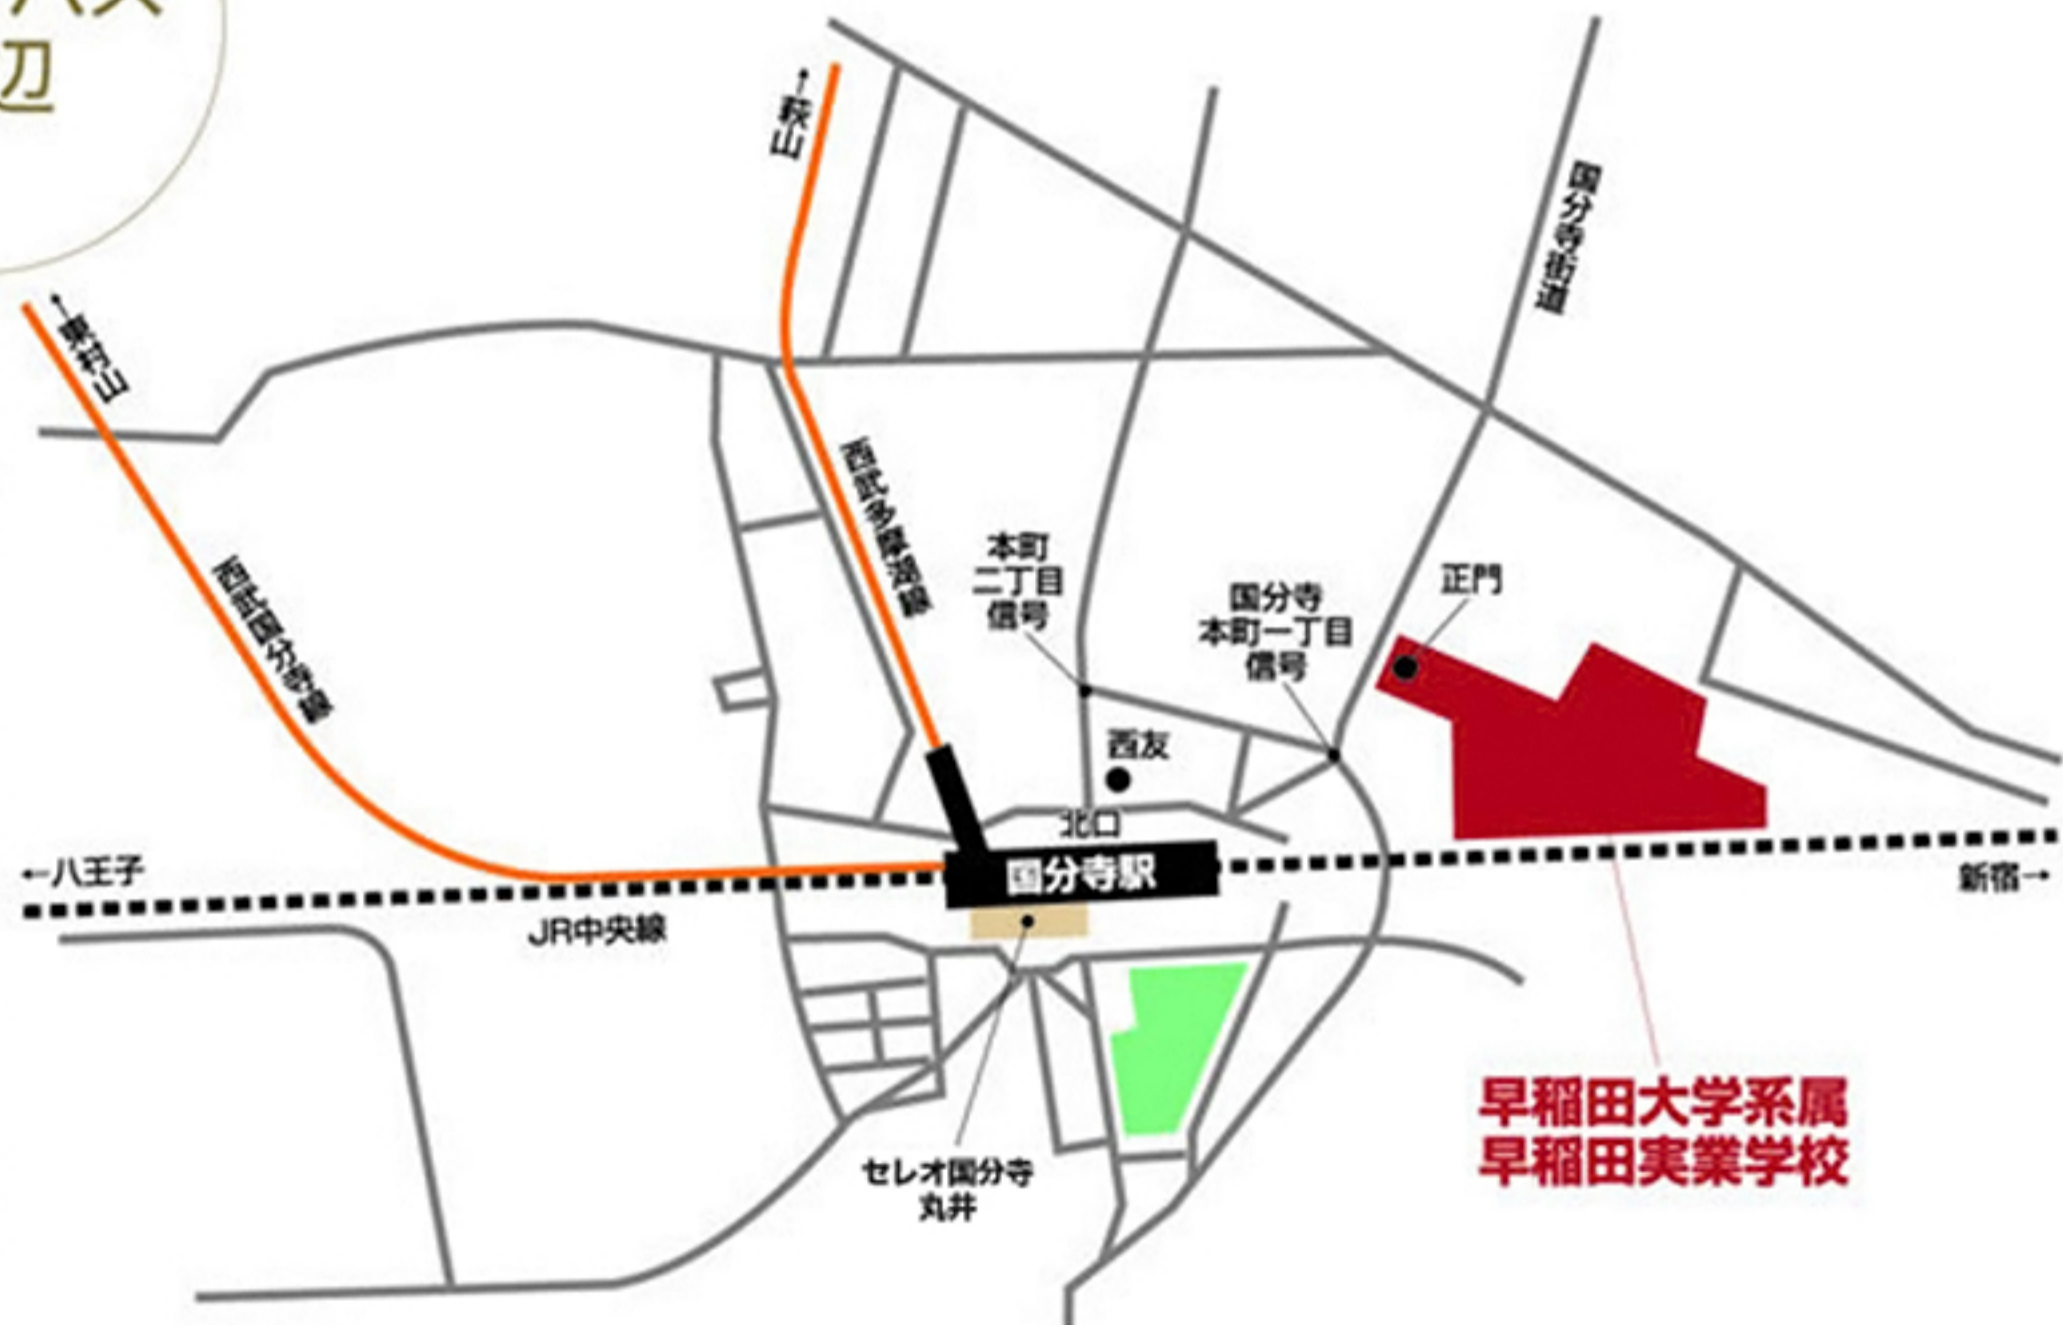 辺
↑萩山
国分寺街道
↑東村山
西武多摩湖線
西武国分寺線
本町
二丁目
信号
国分寺
本町一丁目
信号
正門
西友
北口
国分寺駅
←八王子
新宿→
JR中央線
セレオ国分寺
丸井
早稲田大学系属
早稲田実業学校